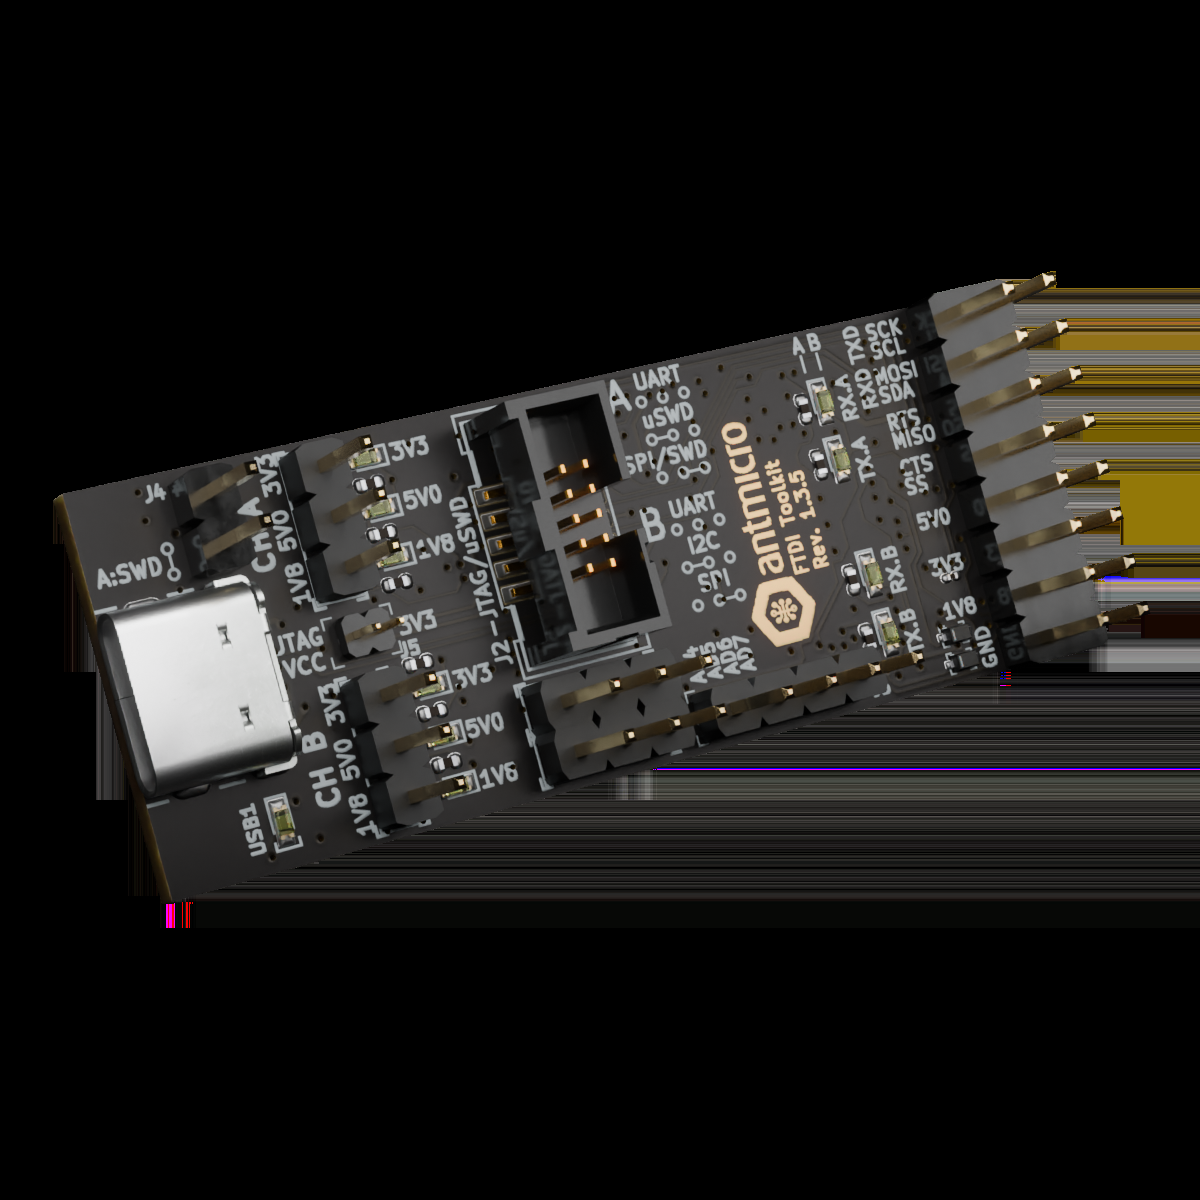 J4
A:SWD
CH A
3V3
5V0
1V8
3V3
5V0
1V8
JTAG
VCC
3V3
J5
CH B
3V3
5V0
1V8
3V3
5V0
USB1
J2-JTAG/uSWD
A
UART
uSWD
SPI/SWD
B
UART
I2C
SPI
antmicro
FTDI Toolkit
Rev. 1.3.5
AD6
AD7
A B
RX.A
TX.A
RX.B
TX.B
TXD
RXD
SCK
SCL
MOSI
SDA
RTS
MISO
CTS
SS
5V0
3V3
1V8
GND